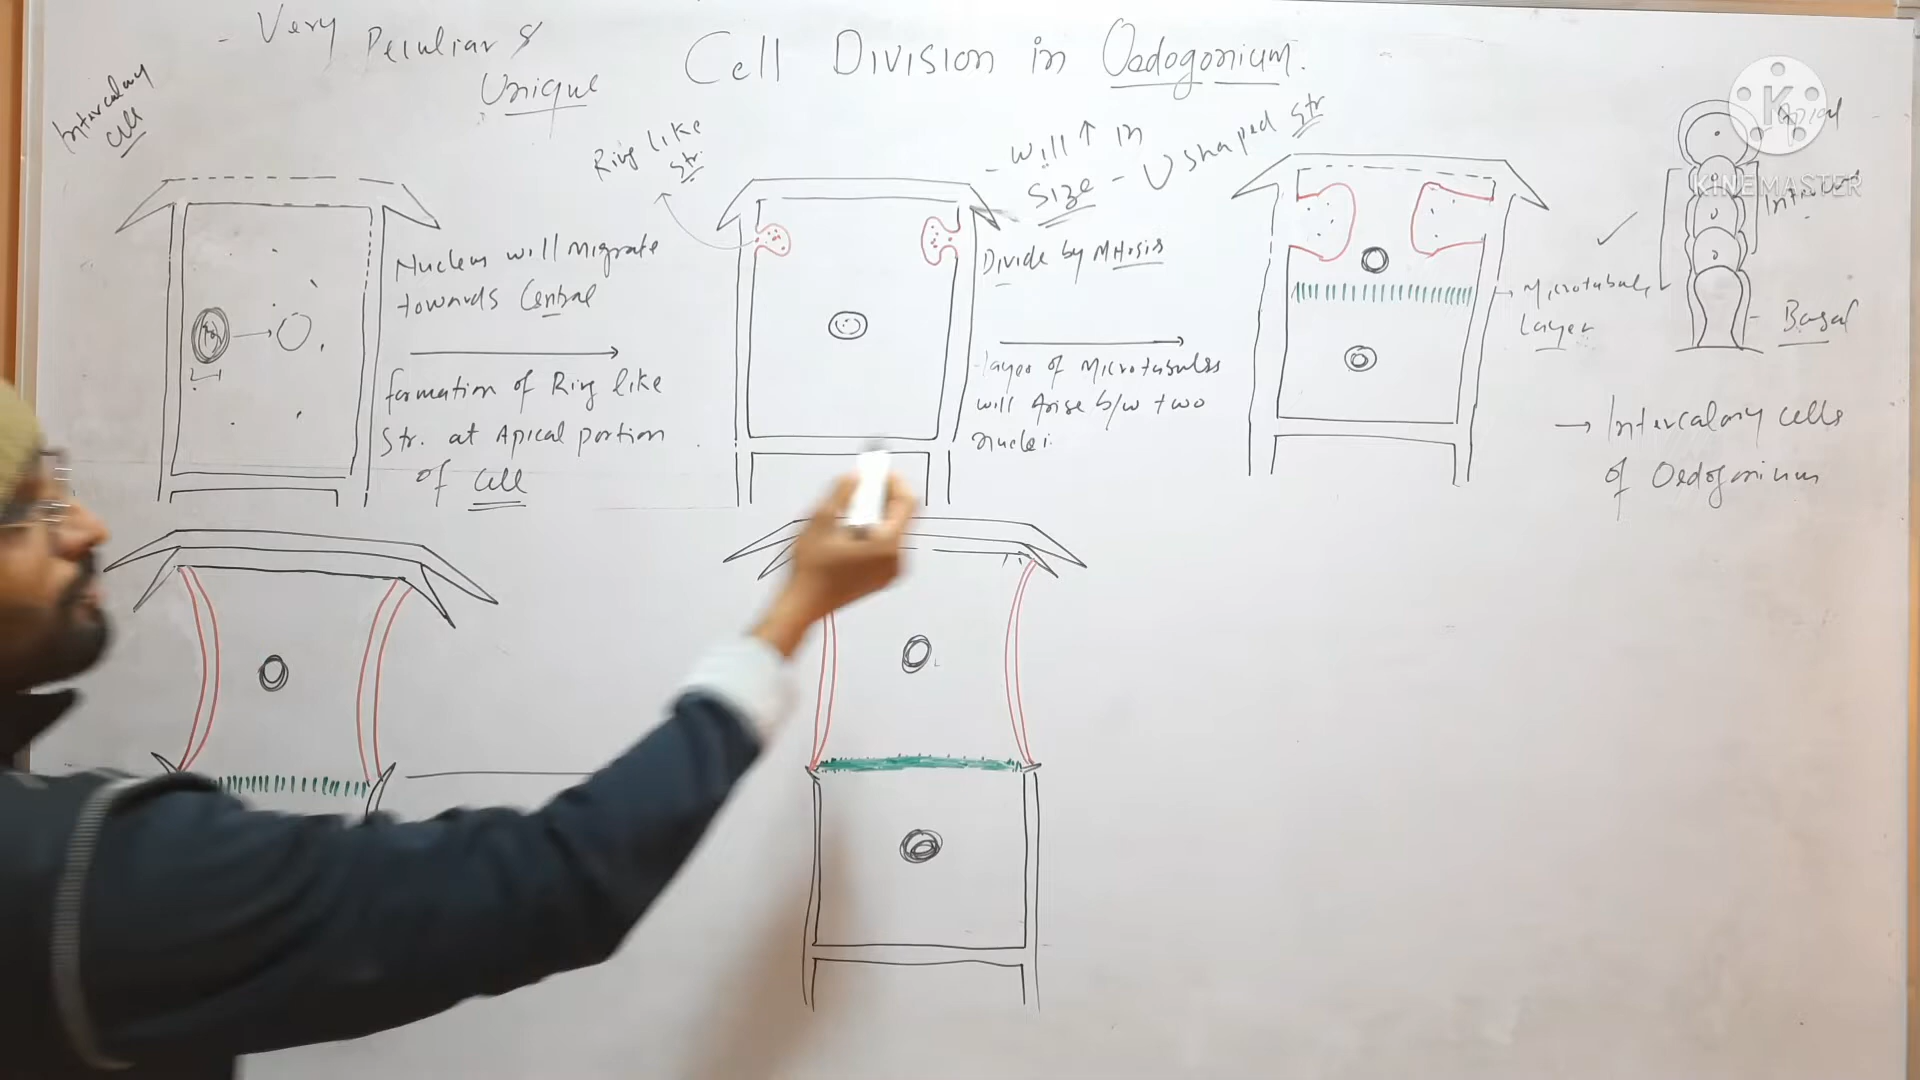 - Very Peculiar &
Unique
Cell Division in Oedogonium.
Intercalary
Cell
Ring like
Str.
- Will ↑ in
Size - U shaped Str
Nucleus will Migrate
towards Central
formation of Ring like
Str. at Apical portion
of Cell
Divide by Mitosis
-layer of Microtubules
will Arise b/w two
nuclei.
→ Microtubule
Layer
Apical
KINEMASTER
- Basal
→ Intercalary cells
of Oedogonium